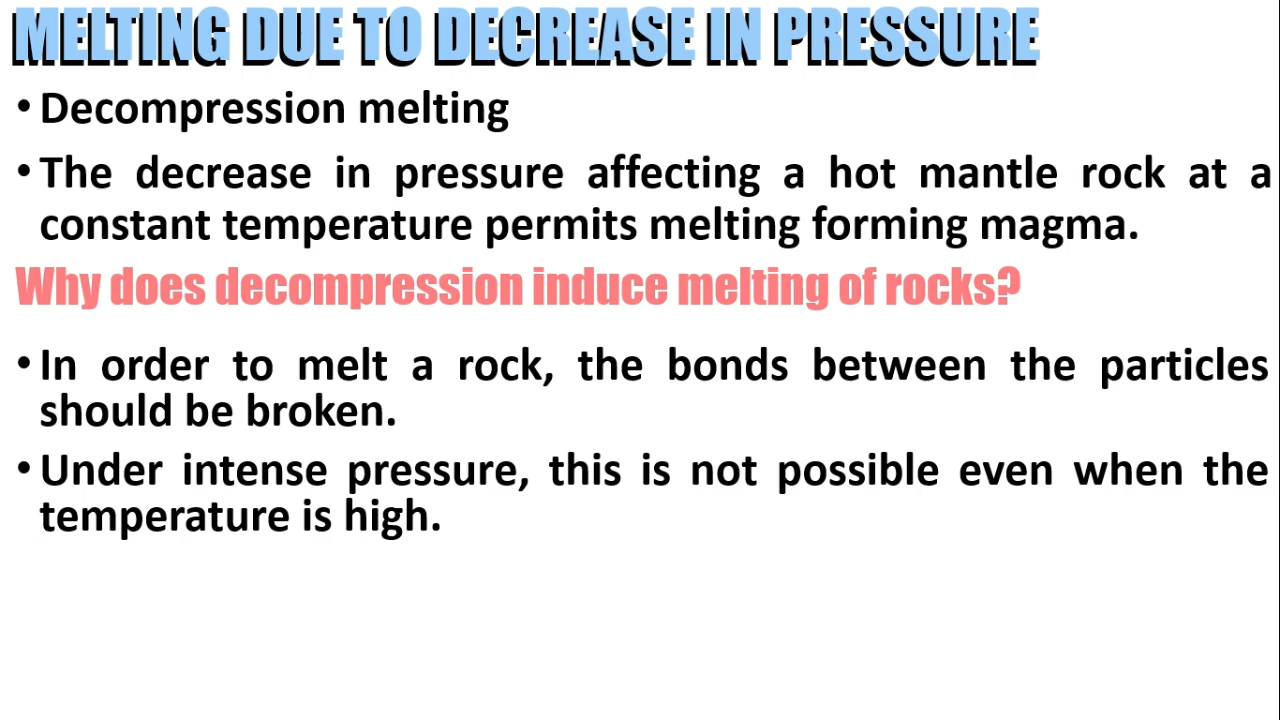 MELTING DUE TO DECREASE IN PRESSURE
• Decompression melting
• The decrease in pressure affecting a hot mantle rock at a
constant temperature permits melting forming magma.
Why does decompression induce melting of rocks?
• In order to melt a rock, the bonds between the particles
should be broken.
• Under intense pressure, this is not possible even when the
temperature is high.